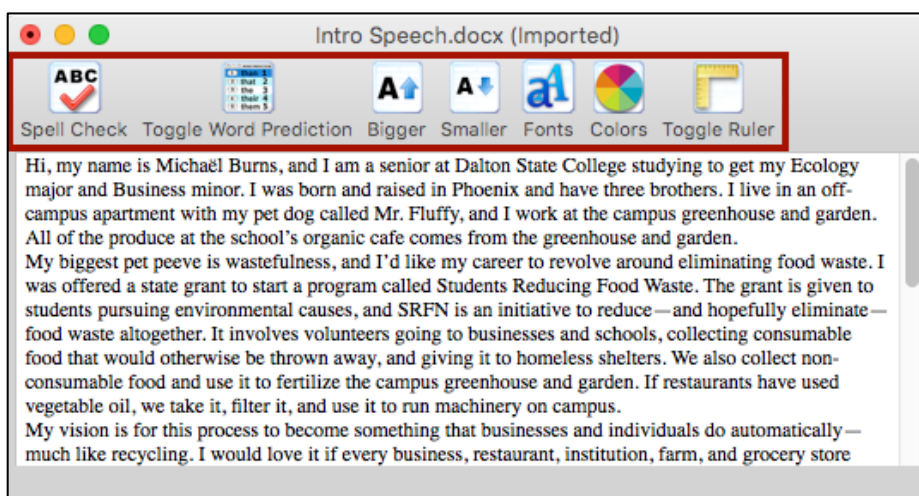 Intro Speech.docx (Imported)
ABC
than 1
that 2
the 3
their 4
them 5
A A aA
Spell Check Toggle Word Prediction Bigger Smaller Fonts Colors Toggle Ruler
Hi, my name is Michaël Burns, and I am a senior at Dalton State College studying to get my Ecology
major and Business minor. I was born and raised in Phoenix and have three brothers. I live in an off-
campus apartment with my pet dog called Mr. Fluffy, and I work at the campus greenhouse and garden.
All of the produce at the school’s organic cafe comes from the greenhouse and garden.
My biggest pet peeve is wastefulness, and I’d like my career to revolve around eliminating food waste. I
was offered a state grant to start a program called Students Reducing Food Waste. The grant is given to
students pursuing environmental causes, and SRFN is an initiative to reduce—and hopefully eliminate—
food waste altogether. It involves volunteers going to businesses and schools, collecting consumable
food that would otherwise be thrown away, and giving it to homeless shelters. We also collect non-
consumable food and use it to fertilize the campus greenhouse and garden. If restaurants have used
vegetable oil, we take it, filter it, and use it to run machinery on campus.
My vision is for this process to become something that businesses and individuals do automatically—
much like recycling. I would love it if every business, restaurant, institution, farm, and grocery store